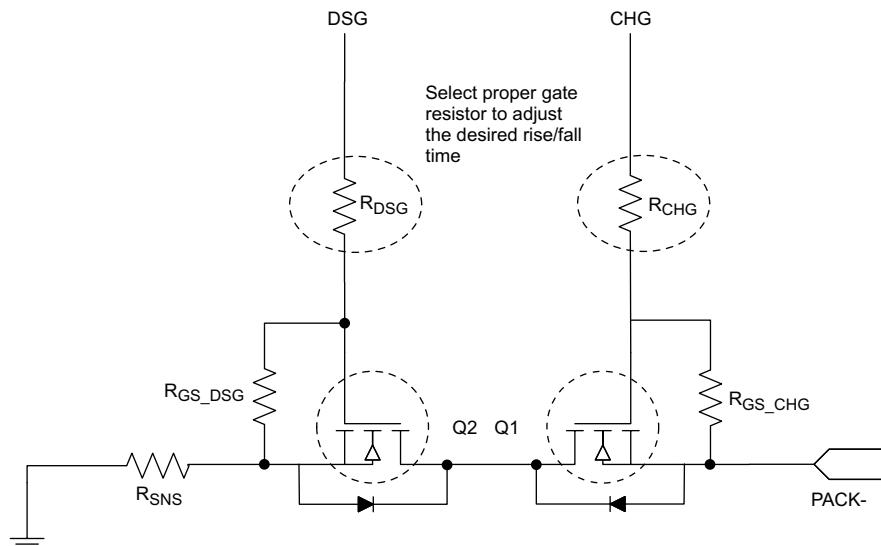 DSG
CHG
Select proper gate
resistor to adjust
the desired rise/fall
time
RDSG
RCHG
RGS_DSG
RGS_CHG
Q2 Q1
RSNS
PACK-